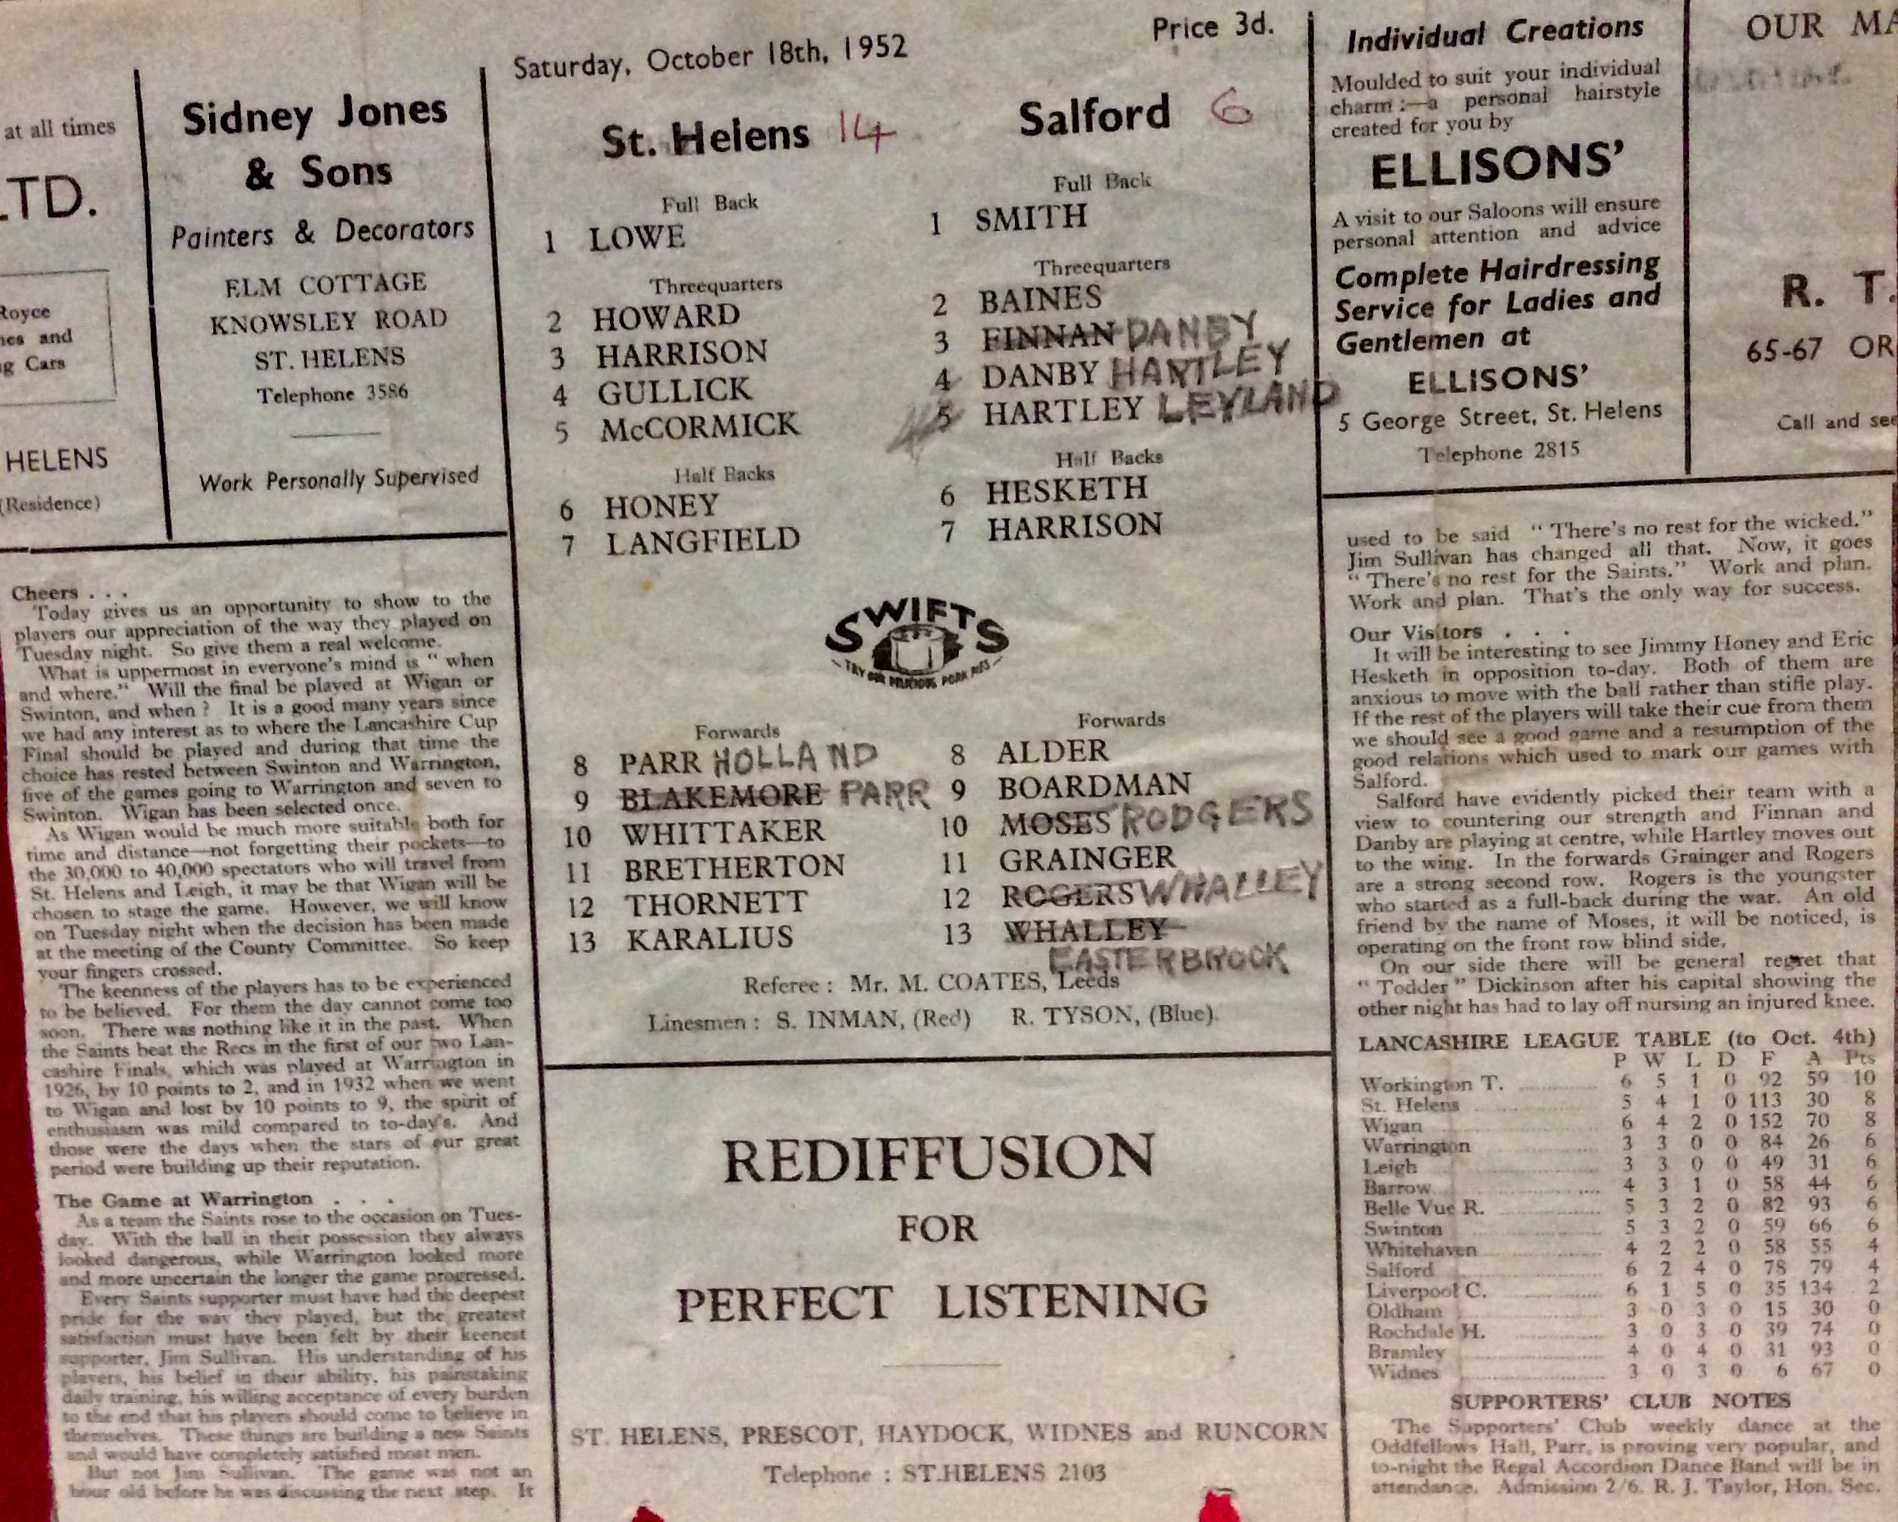 at all times
LTD.
Royce
nes and
g Cars
HELENS
(Residence)
Sidney Jones
& Sons
Painters & Decorators
ELM COTTAGE
KNOWSLEY ROAD
ST. HELENS
Telephone 3586
Work Personally Supervised
Cheers . . .
Today gives us an opportunity to show to the
players our appreciation of the way they played on
Tuesday night. So give them a real welcome.
What is uppermost in everyone's mind is "when
and where." Will the final be played at Wigan or
Swinton, and when? It is a good many years since
we had any interest as to where the Lancashire Cup
Final should be played and during that time the
choice has rested between Swinton and Warrington,
five of the games going to Warrington and seven to
Swinton. Wigan has been selected once.
As Wigan would be much more suitable both for
time and distance—not forgetting their pockets—to
the 30,000 to 40,000 spectators who will travel from
St. Helens and Leigh, it may be that Wigan will be
chosen to stage the game. However, we will know
on Tuesday night when the decision has been made
at the meeting of the County Committee. So keep
your fingers crossed.
The keenness of the players has to be experienced
to be believed. For them the day cannot come too
soon. There was nothing like it in the past. When
the Saints beat the Recs in the first of our two Lan-
cashire Finals, which was played at Warrington in
1926, by 10 points to 2, and in 1932 when we went
to Wigan and lost by 10 points to 9, the spirit of
enthusiasm was mild compared to to-day's. And
those were the days when the stars of our great
period were building up their reputation.
The Game at Warrington . . .
As a team the Saints rose to the occasion on Tues-
day. With the ball in their possession they always
looked dangerous, while Warrington looked more
and more uncertain the longer the game progressed.
Every Saints supporter must have had the deepest
pride for the way they played, but the greatest
satisfaction must have been felt by their keenest
supporter, Jim Sullivan. His understanding of his
players, his belief in their ability, his painstaking
daily training, his willing acceptance of every burden
to the end that his players should come to believe in
themselves. These things are building a new Saints
and would have completely satisfied most men.
But not Jim Sullivan. The game was not an
hour old before he was discussing the next step. It
Saturday, October 18th, 1952 Price 3d.
St. Helens 14
Full Back
1 LOWE
Threequarters
2 HOWARD
3 HARRISON
4 GULLICK
5 McCORMICK
Half Backs
6 HONEY
7 LANGFIELD
Salford 6
Full Back
1 SMITH
Threequarters
2 BAINES
3 FINNAN DANBY
4 DANBY HARTLEY
5 HARTLEY LEYLAND
Half Backs
6 HESKETH
7 HARRISON
SWIFTS
TRY OUR DELICIOUS PORK PIES
Forwards
8 PARR HOLLAND
9 BLAKEMORE PARR
10 WHITTAKER
11 BRETHERTON
12 THORNETT
13 KARALIUS
Forwards
8 ALDER
9 BOARDMAN
10 MOSES RODGERS
11 GRAINGER
12 ROGERS WHALLEY
13 WHALLEY
EASTERBROOK
Referee : Mr. M. COATES, Leeds
Linesmen : S. INMAN, (Red) R. TYSON, (Blue)
REDIFFUSION
FOR
PERFECT LISTENING
ST. HELENS, PRESCOT, HAYDOCK, WIDNES and RUNCORN
Telephone : ST.HELENS 2103
Individual Creations
Moulded to suit your individual
charm :—a personal hairstyle
created for you by
ELLISONS'
A visit to our Saloons will ensure
personal attention and advice
Complete Hairdressing
Service for Ladies and
Gentlemen at
ELLISONS'
5 George Street, St. Helens
Telephone 2815
OUR MA
R. T.
65-67 OR
Call and see
used to be said "There's no rest for the wicked."
Jim Sullivan has changed all that. Now, it goes
"There's no rest for the Saints." Work and plan.
Work and plan. That's the only way for success.
Our Visitors . . .
It will be interesting to see Jimmy Honey and Eric
Hesketh in opposition to-day. Both of them are
anxious to move with the ball rather than stifle play.
If the rest of the players will take their cue from them
we should see a good game and a resumption of the
good relations which used to mark our games with
Salford.
Salford have evidently picked their team with a
view to countering our strength and Finnan and
Danby are playing at centre, while Hartley moves out
to the wing. In the forwards Grainger and Rogers
are a strong second row. Rogers is the youngster
who started as a full-back during the war. An old
friend by the name of Moses, it will be noticed, is
operating on the front row blind side.
On our side there will be general regret that
"Todder" Dickinson after his capital showing the
other night has had to lay off nursing an injured knee.
LANCASHIRE LEAGUE TABLE (to Oct. 4th)
P W L D F A Pts
Workington T. 6 5 1 0 92 59 10
St. Helens 5 4 1 0 113 30 8
Wigan 6 4 2 0 152 70 8
Warrington 3 3 0 0 84 26 6
Leigh 3 3 0 0 49 31 6
Barrow 4 3 1 0 58 44 6
Belle Vue R. 5 3 2 0 82 93 6
Swinton 5 3 2 0 59 66 6
Whitehaven 4 2 2 0 58 55 4
Salford 6 2 4 0 78 79 4
Liverpool C. 6 1 5 0 35 134 2
Oldham 3 0 3 0 15 30 0
Rochdale H. 3 0 3 0 39 74 0
Bramley 4 0 4 0 31 93 0
Widnes 3 0 3 0 6 67 0
SUPPORTERS' CLUB NOTES
The Supporters' Club weekly dance at the
Oddfellows Hall, Parr, is proving very popular, and
to-night the Regal Accordion Dance Band will be in
attendance. Admission 2/6. R. J. Taylor, Hon. Sec.